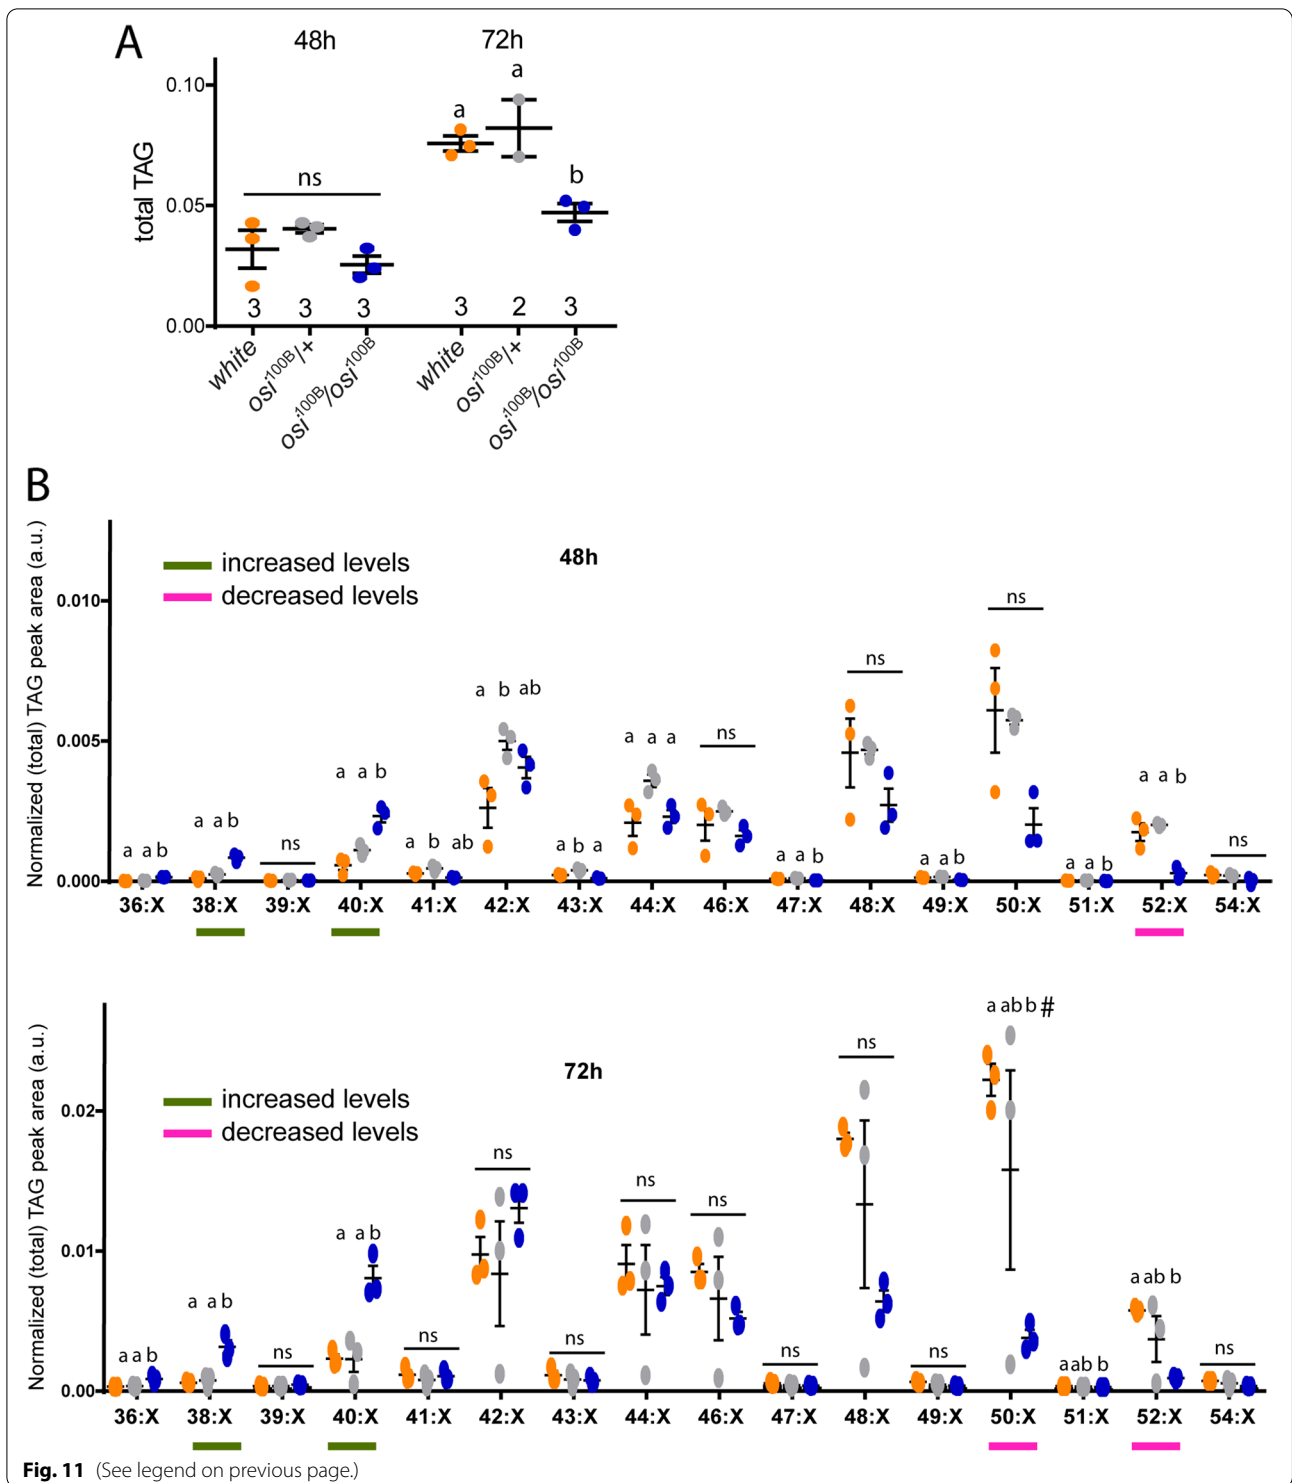 A
48h
72h
total TAG
0.10
0.05
0.00
ns
a
a
b
3 3 3 3 2 3
white
osi100B/+
osi100B/osi100B
white
osi100B/+
osi100B/osi100B
B
Normalized (total) TAG peak area (a.u.)
increased levels
decreased levels
48h
0.010
0.005
0.000
a a b
a a b
ns
a a b
a b ab
a b ab
a b a
a a a
ns
a a b
ns
a a b
ns
a a b
a a b
ns
36:X 38:X 39:X 40:X 41:X 42:X 43:X 44:X 46:X 47:X 48:X 49:X 50:X 51:X 52:X 54:X
Normalized (total) TAG peak area (a.u.)
increased levels
decreased levels
72h
0.02
0.01
0.00
a a b
a a b
ns
a a b
ns
ns
ns
ns
ns
ns
ns
ns
a ab b #
a ab b
a ab b
ns
36:X 38:X 39:X 40:X 41:X 42:X 43:X 44:X 46:X 47:X 48:X 49:X 50:X 51:X 52:X 54:X
Fig. 11 (See legend on previous page.)